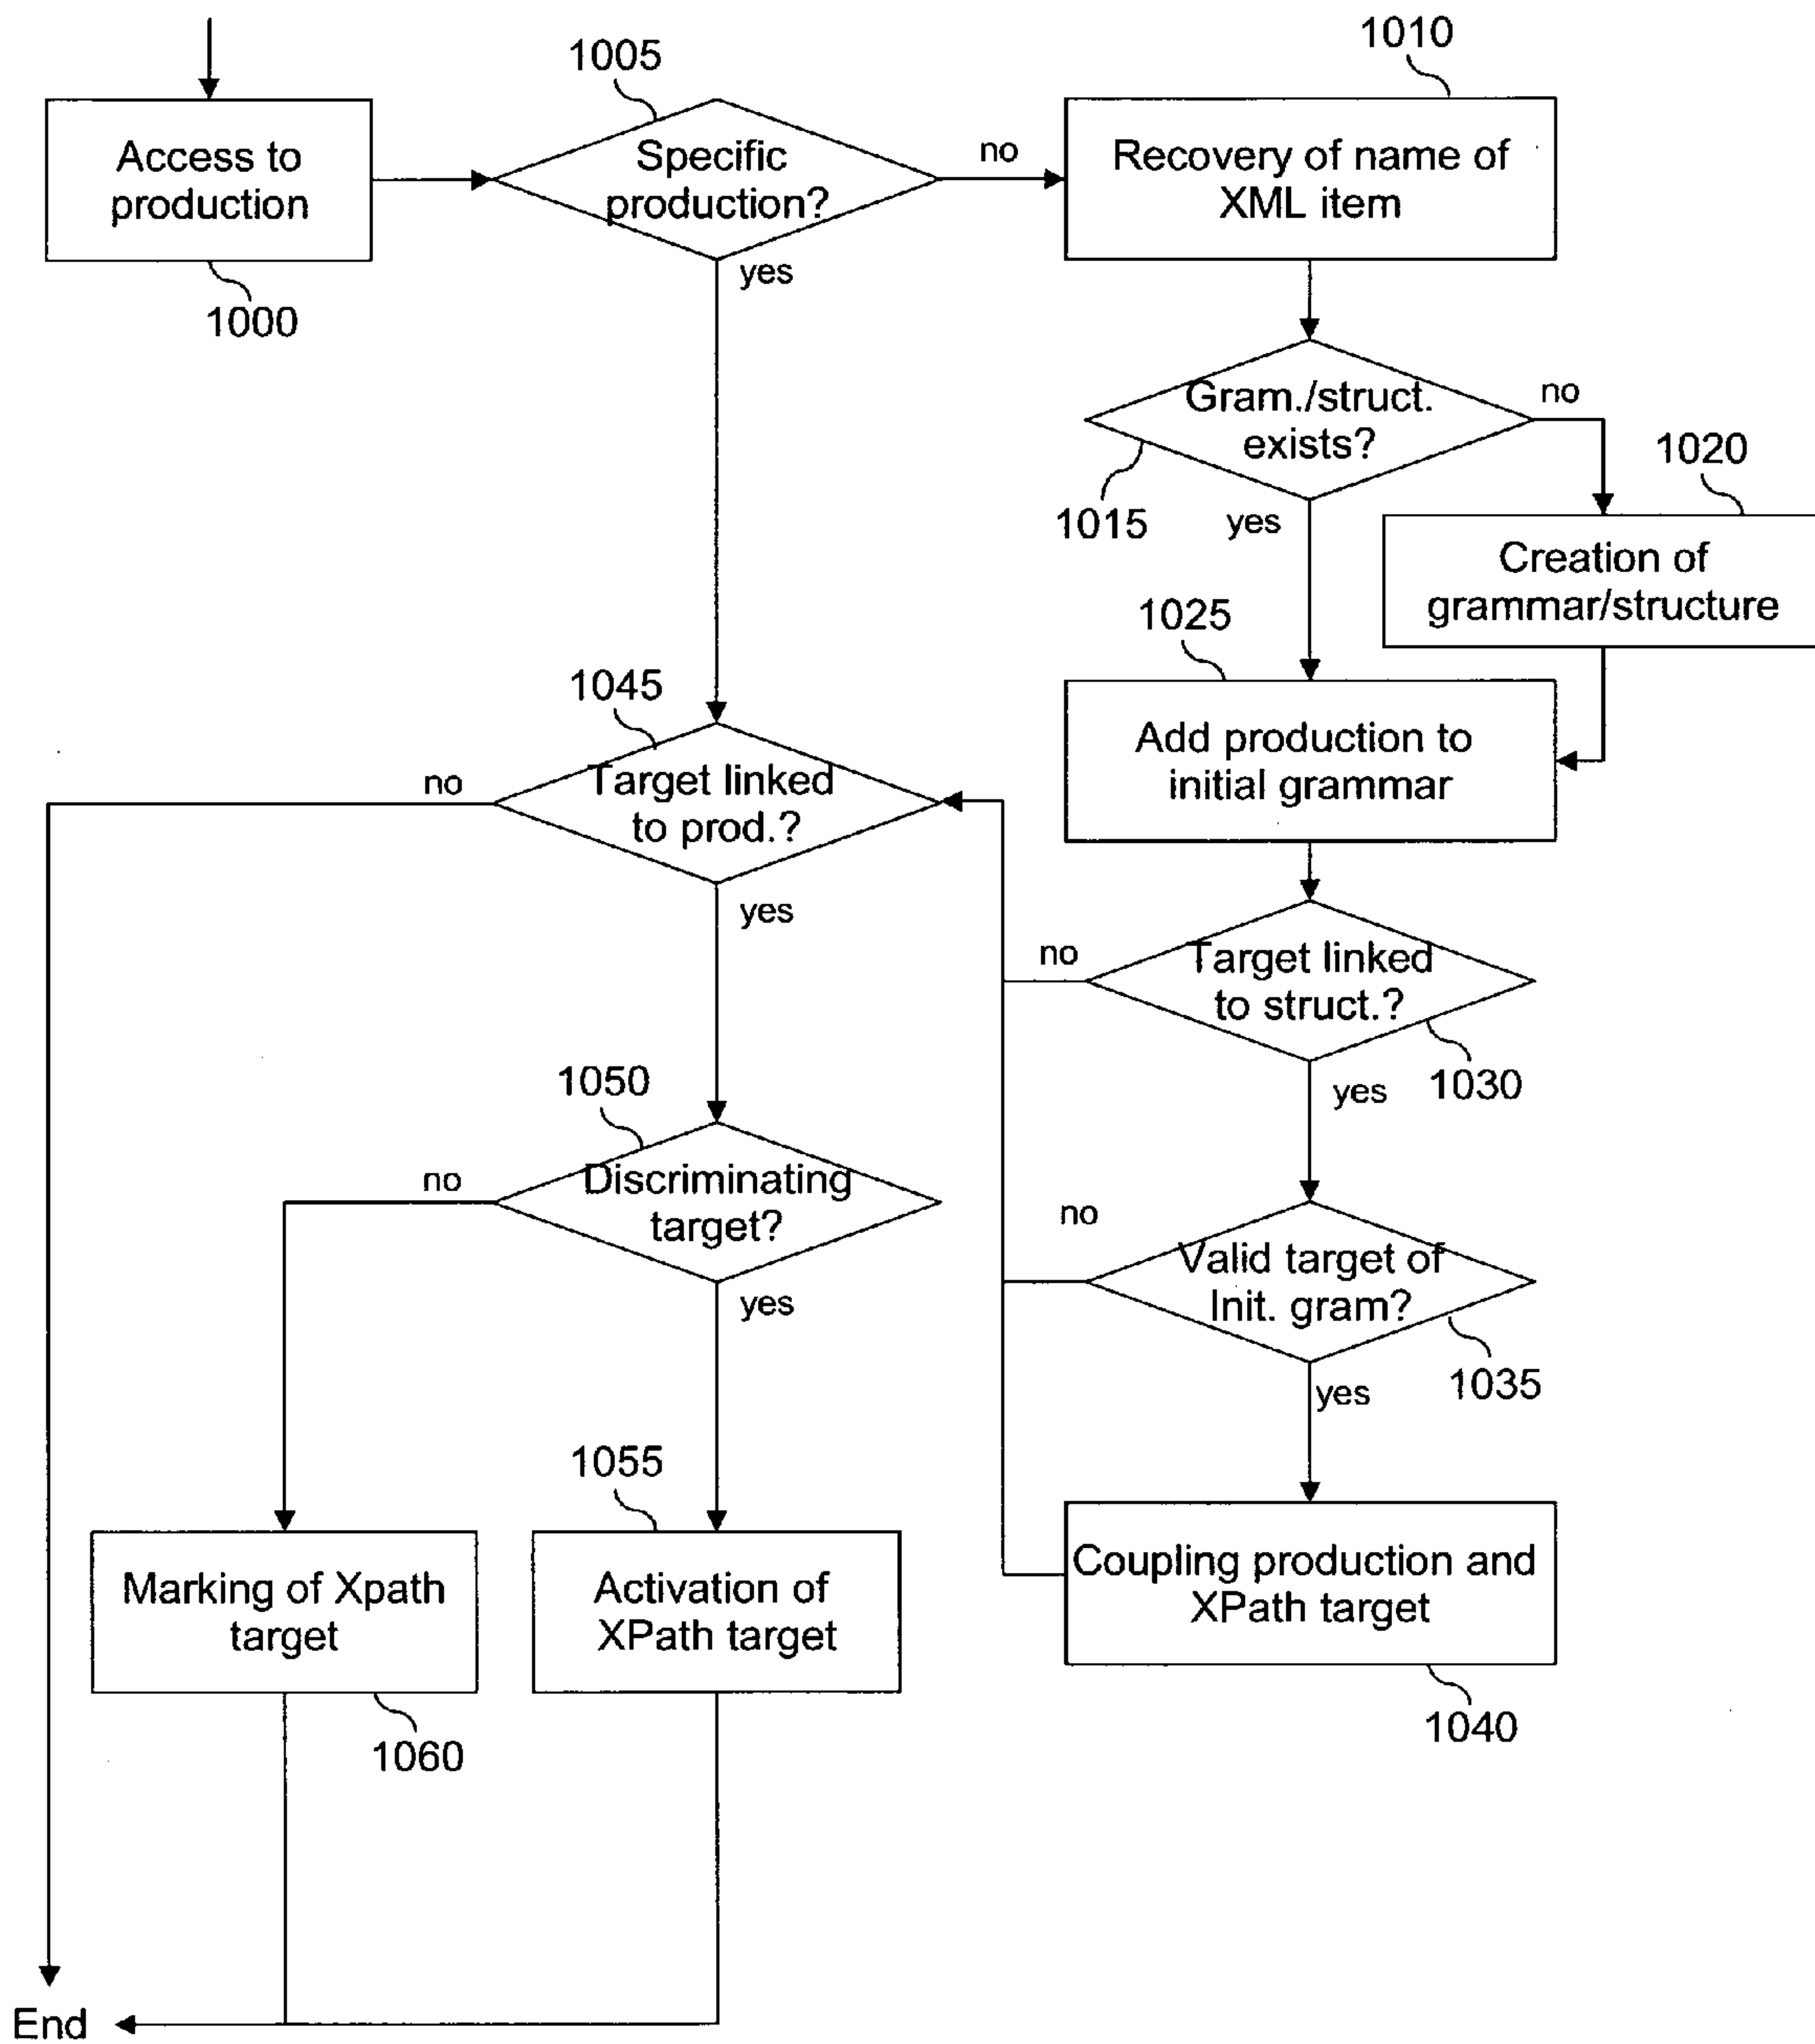 1010
1005
Access to
production
Specific
production?
no
Recovery of name of
XML item
yes
1000
Gram./struct.
exists?
no
1020
1015
yes
Creation of
grammar/structure
1025
1045
Add production to
initial grammar
no
Target linked
to prod.?
yes
no
Target linked
to struct.?
1030
yes
1050
no
Discriminating
target?
no
Valid target of
Init. gram?
yes
1035
yes
1055
Marking of Xpath
target
Activation of
XPath target
Coupling production and
XPath target
1060
1040
End